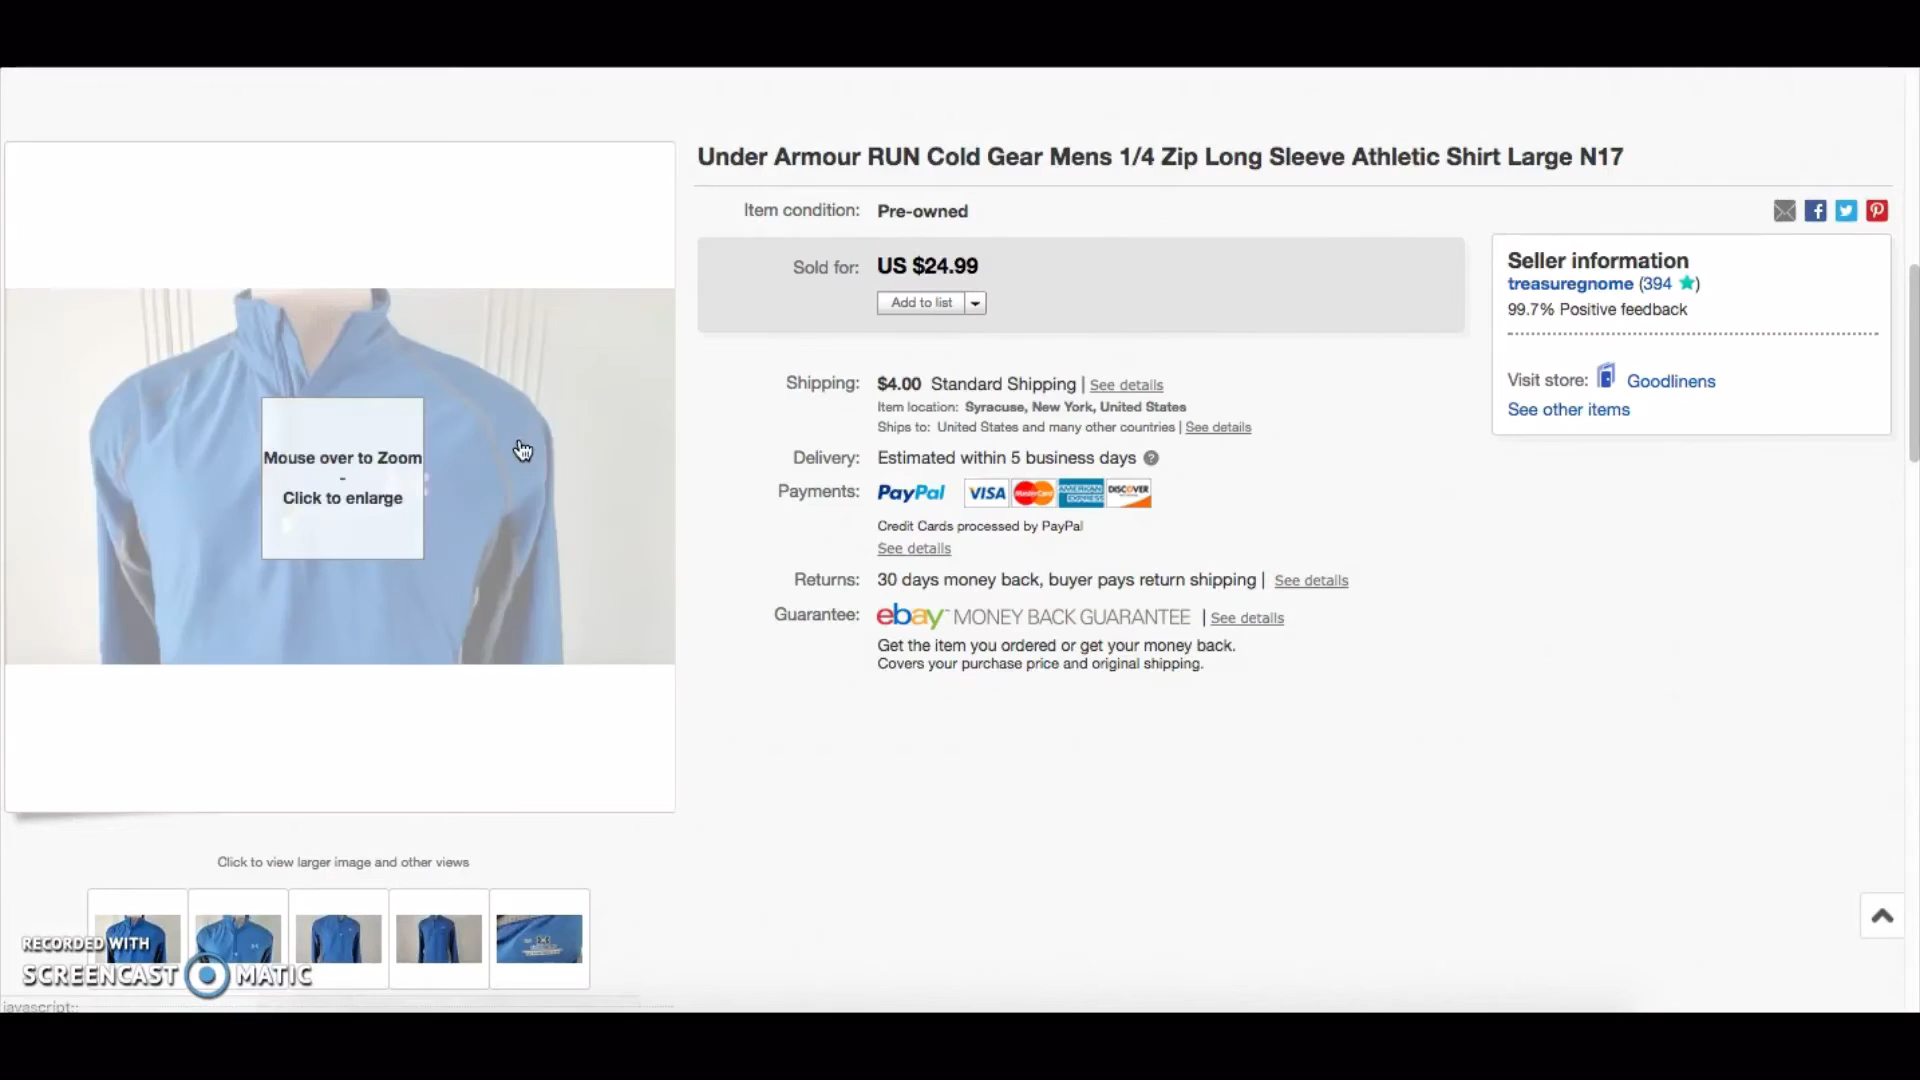 Under Armour RUN Cold Gear Mens 1/4 Zip Long Sleeve Athletic Shirt Large N17
Item condition: Pre-owned
Sold for: US $24.99
Add to list
Seller information
treasuregnome (394 ★)
99.7% Positive feedback
Visit store: Goodlinens
See other items
Mouse over to Zoom
-
Click to enlarge
Shipping: $4.00 Standard Shipping | See details
Item location: Syracuse, New York, United States
Ships to: United States and many other countries | See details
Delivery: Estimated within 5 business days ?
Payments: PayPal VISA MasterCard AMERICAN EXPRESS DISCOVER
Credit Cards processed by PayPal
See details
Returns: 30 days money back, buyer pays return shipping | See details
Guarantee: ebay™ MONEY BACK GUARANTEE | See details
Get the item you ordered or get your money back.
Covers your purchase price and original shipping.
Click to view larger image and other views
RECORDED WITH
SCREENCAST MATIC
javascript:;